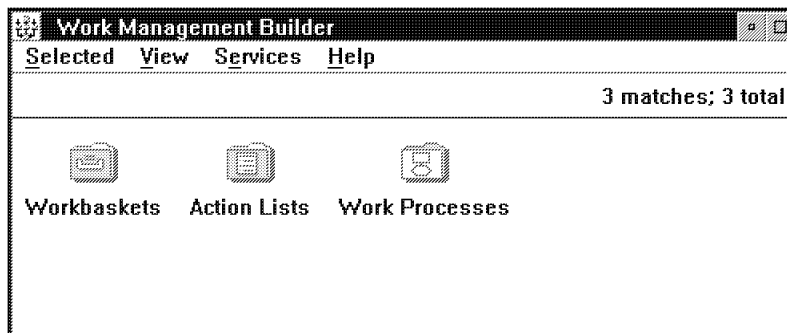 Work Management Builder
Selected View Services Help
3 matches; 3 total
Workbaskets Action Lists Work Processes